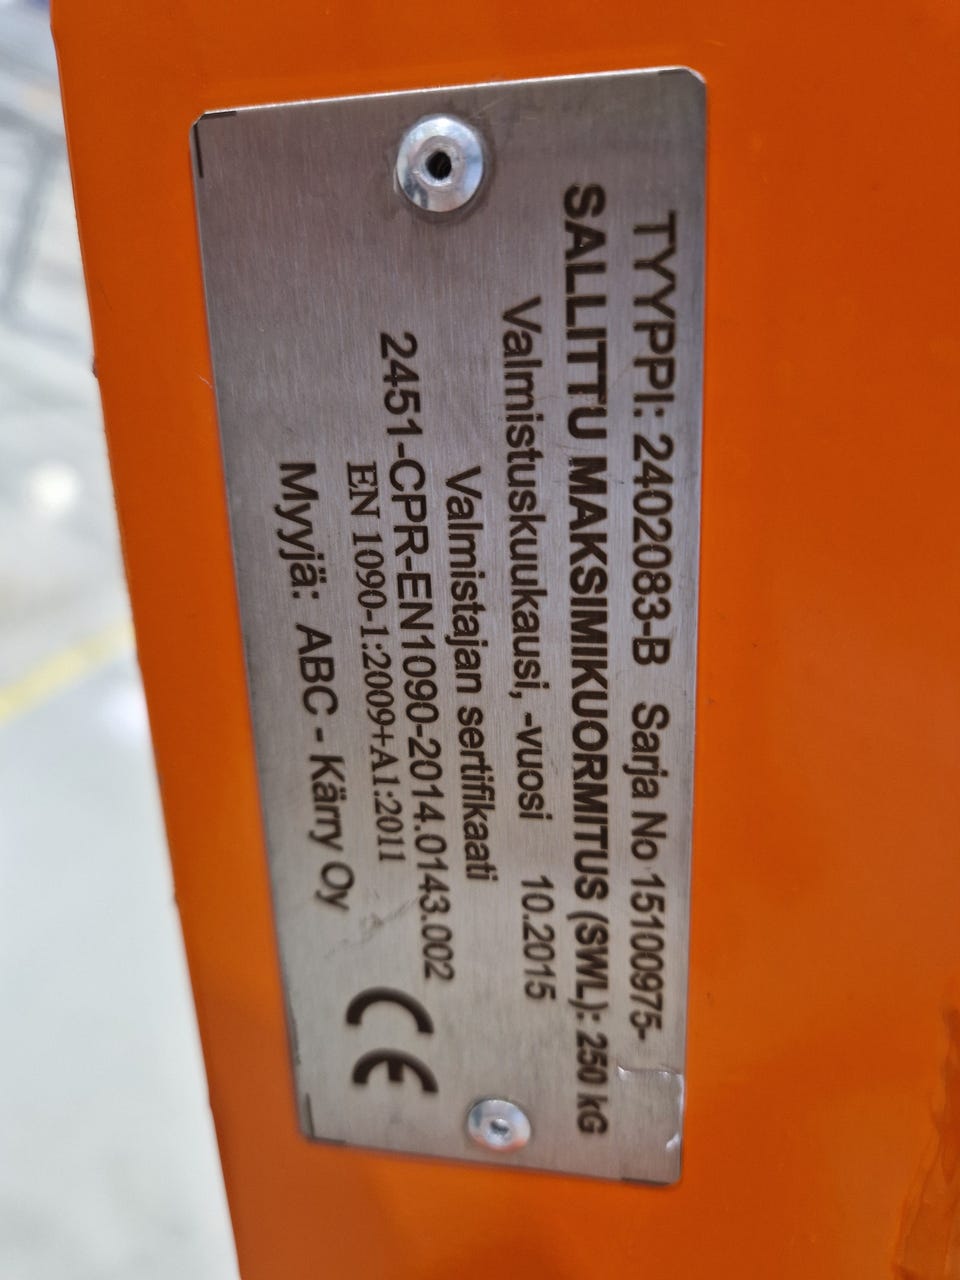 TYYPPI: 2402083-B Sarja No 15100975-
SALLITTU MAKSIMIKUORMITUS (SWL): 250 kG
Valmistuskuukausi, -vuosi 10.2015
Valmistajan sertifikaati
2451-CPR-EN1090-2014.0143.002
EN 1090-1:2009+A1:2011
Myyjä: ABC - Kärry Oy
CE